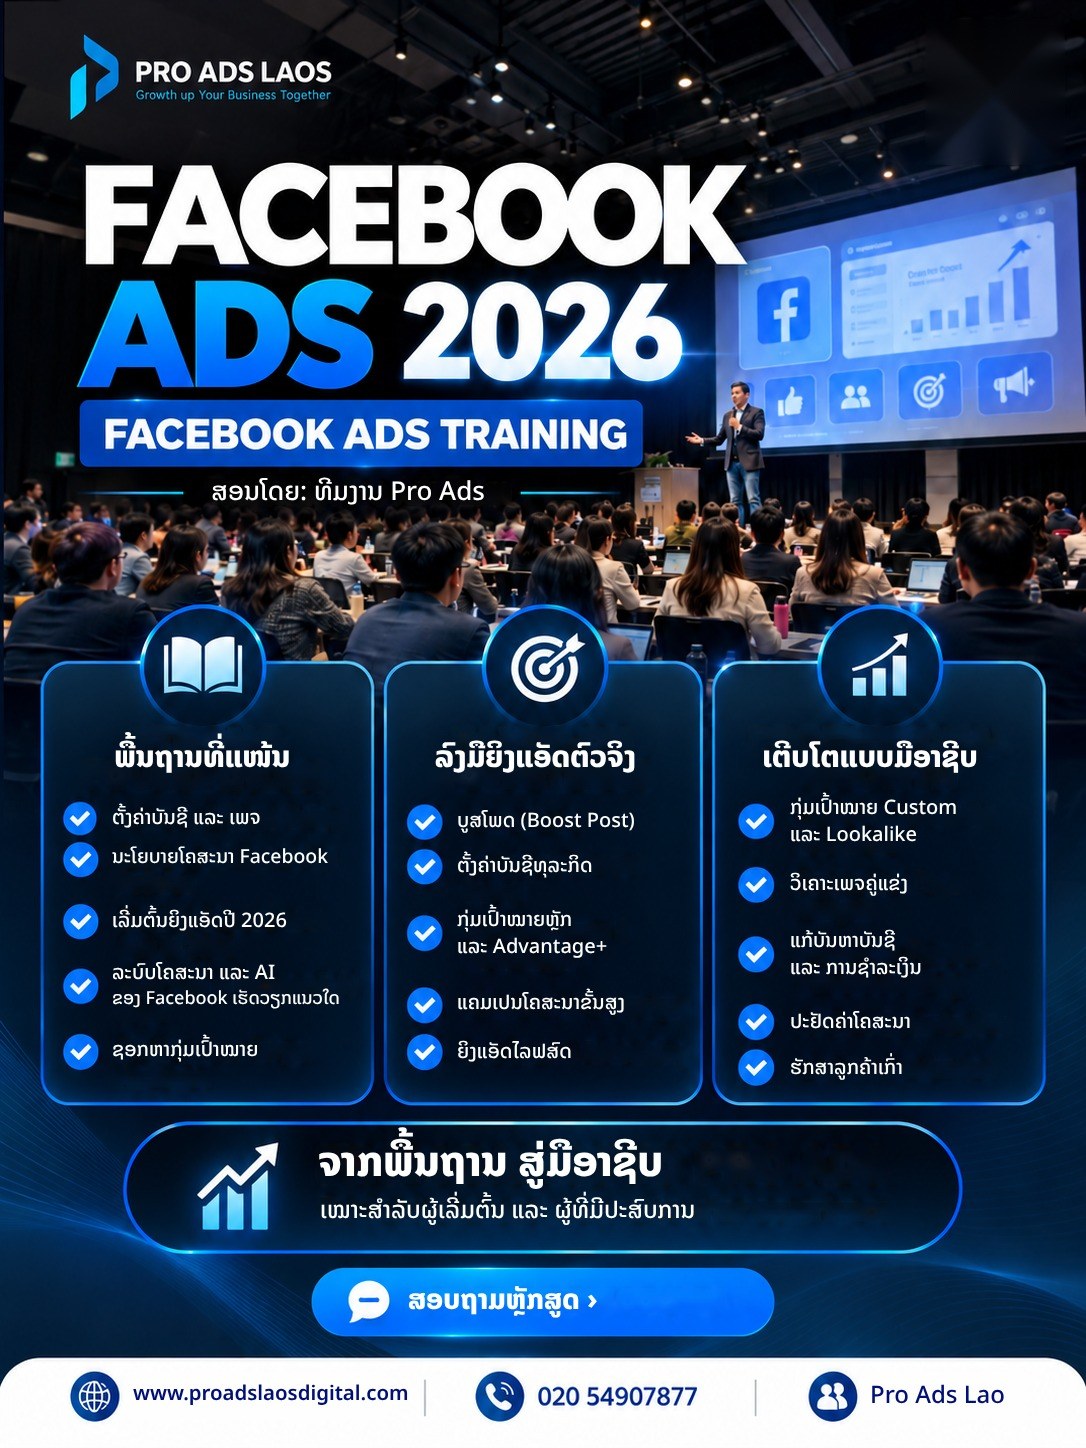 PRO ADS LAOS
Growth up Your Business Together
FACEBOOK
ADS 2026
FACEBOOK ADS TRAINING
ສອນໂດຍ: ທີມງານ Pro Ads
ພື້ນຖານທີ່ແໜ້ນ
ຕັ້ງຄ່າບັນຊີ ແລະ ເພຈ
ນະໂຍບາຍໂຄສະນາ Facebook
ເລີ່ມຕົ້ນຍິງແອັດປີ 2026
ລະບົບໂຄສະນາ ແລະ AI
ຂອງ Facebook ເຮັດວຽກແນວໃດ
ຊອກຫາກຸ່ມເປົ້າໝາຍ
ລົງມືຍິງແອັດຕົວຈິງ
ບູສໂພດ (Boost Post)
ຕັ້ງຄ່າບັນຊີທຸລະກິດ
ກຸ່ມເປົ້າໝາຍຫຼັກ
ແລະ Advantage+
ແຄມເປນໂຄສະນາຂັ້ນສູງ
ຍິງແອັດໄລຟສົດ
ເຕີບໂຕແບບມືອາຊີບ
ກຸ່ມເປົ້າໝາຍ Custom
ແລະ Lookalike
ວິເຄາະເພຈຄູ່ແຂ່ງ
ແກ້ບັນຫາບັນຊີ
ແລະ ການຊຳລະເງິນ
ປະຢັດຄ່າໂຄສະນາ
ຮັກສາລູກຄ້າເກົ່າ
ຈາກພື້ນຖານ ສູ່ມືອາຊີບ
ເໝາະສຳລັບຜູ້ເລີ່ມຕົ້ນ ແລະ ຜູ້ທີ່ມີປະສົບການ
ສອບຖາມຫຼັກສູດ ›
www.proadslaosdigital.com
020 54907877
Pro Ads Lao